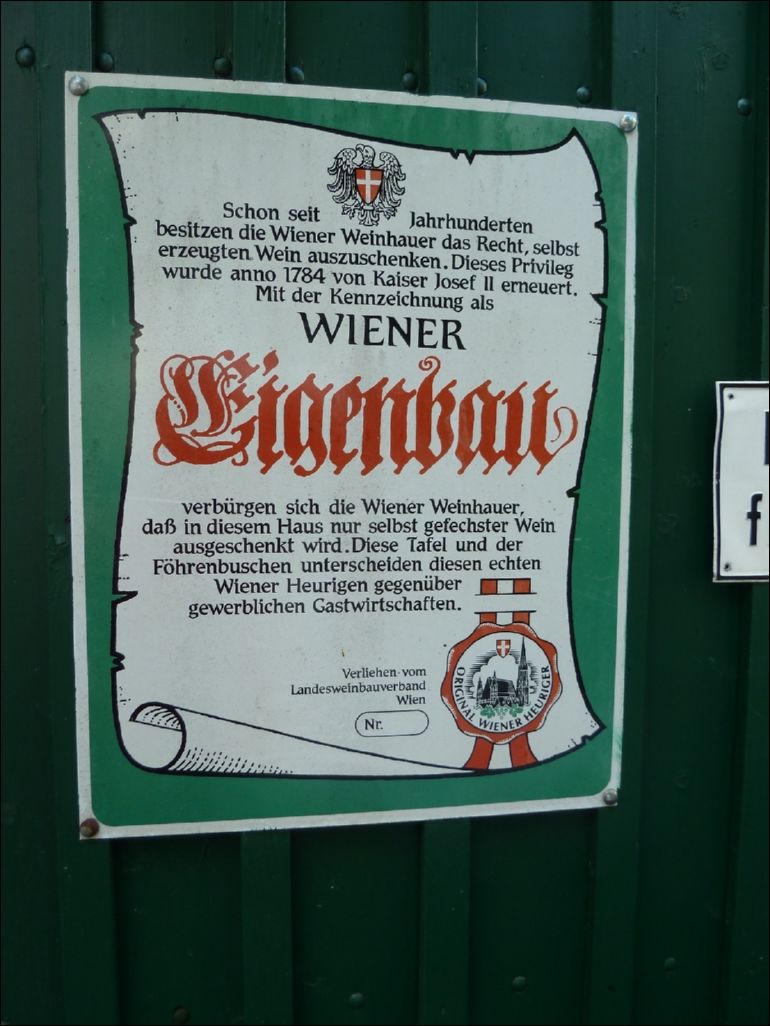 Schon seit Jahrhunderten
besitzen die Wiener Weinhauer das Recht, selbst
erzeugten Wein auszuschenken. Dieses Privileg
wurde anno 1784 von Kaiser Josef II erneuert.
Mit der Kennzeichnung als
WIENER
Eigenbau
verbürgen sich die Wiener Weinhauer,
daß in diesem Haus nur selbst gefechster Wein
ausgeschenkt wird. Diese Tafel und der
Föhrenbuschen unterscheiden diesen echten
Wiener Heurigen gegenüber
gewerblichen Gastwirtschaften.
Verliehen vom
Landesweinbauverband
Wien
Nr.
ORIGINAL WIENER HEURIGER
f